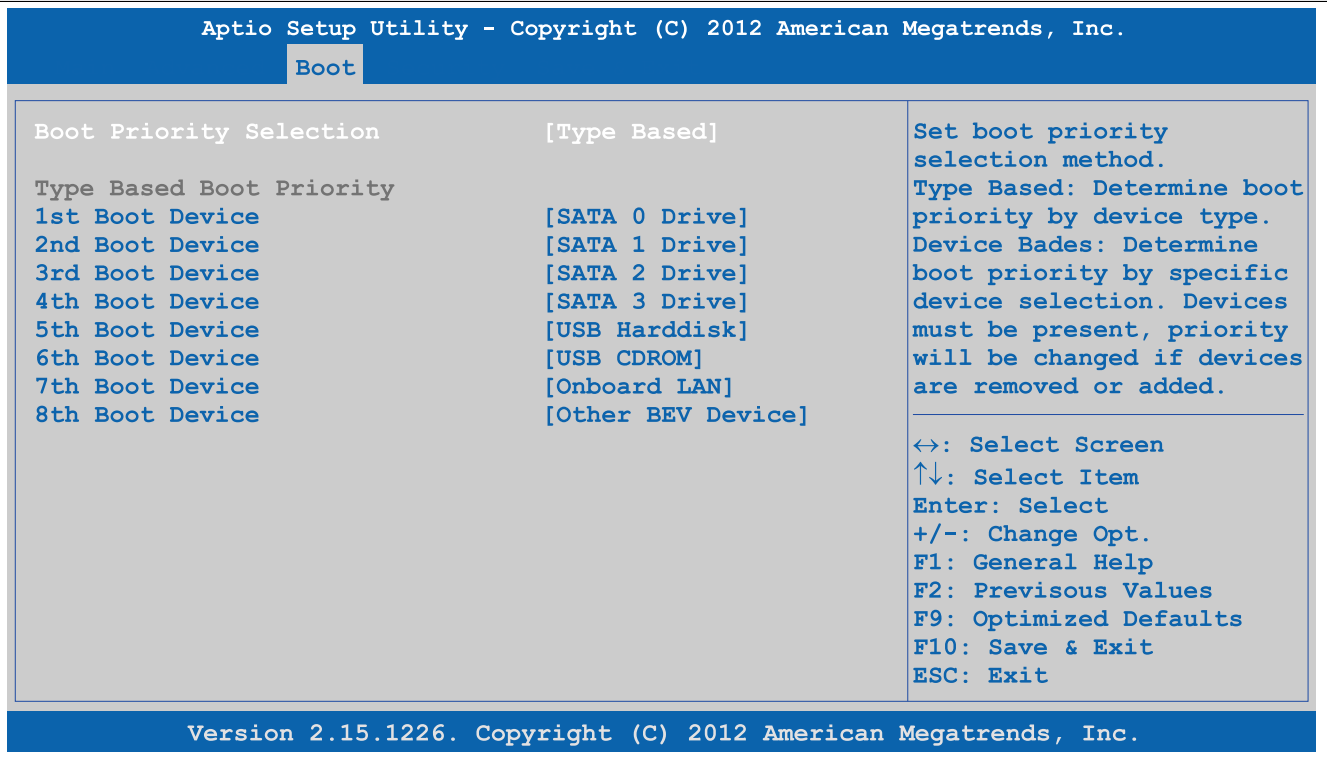 Aptio Setup Utility - Copyright (C) 2012 American Megatrends, Inc.
Boot
Boot Priority Selection [Type Based]
Type Based Boot Priority
1st Boot Device [SATA 0 Drive]
2nd Boot Device [SATA 1 Drive]
3rd Boot Device [SATA 2 Drive]
4th Boot Device [SATA 3 Drive]
5th Boot Device [USB Harddisk]
6th Boot Device [USB CDROM]
7th Boot Device [Onboard LAN]
8th Boot Device [Other BEV Device]
Set boot priority
selection method.
Type Based: Determine boot
priority by device type.
Device Bades: Determine
boot priority by specific
device selection. Devices
must be present, priority
will be changed if devices
are removed or added.
↔: Select Screen
↑↓: Select Item
Enter: Select
+/-: Change Opt.
F1: General Help
F2: Previsous Values
F9: Optimized Defaults
F10: Save & Exit
ESC: Exit
Version 2.15.1226. Copyright (C) 2012 American Megatrends, Inc.